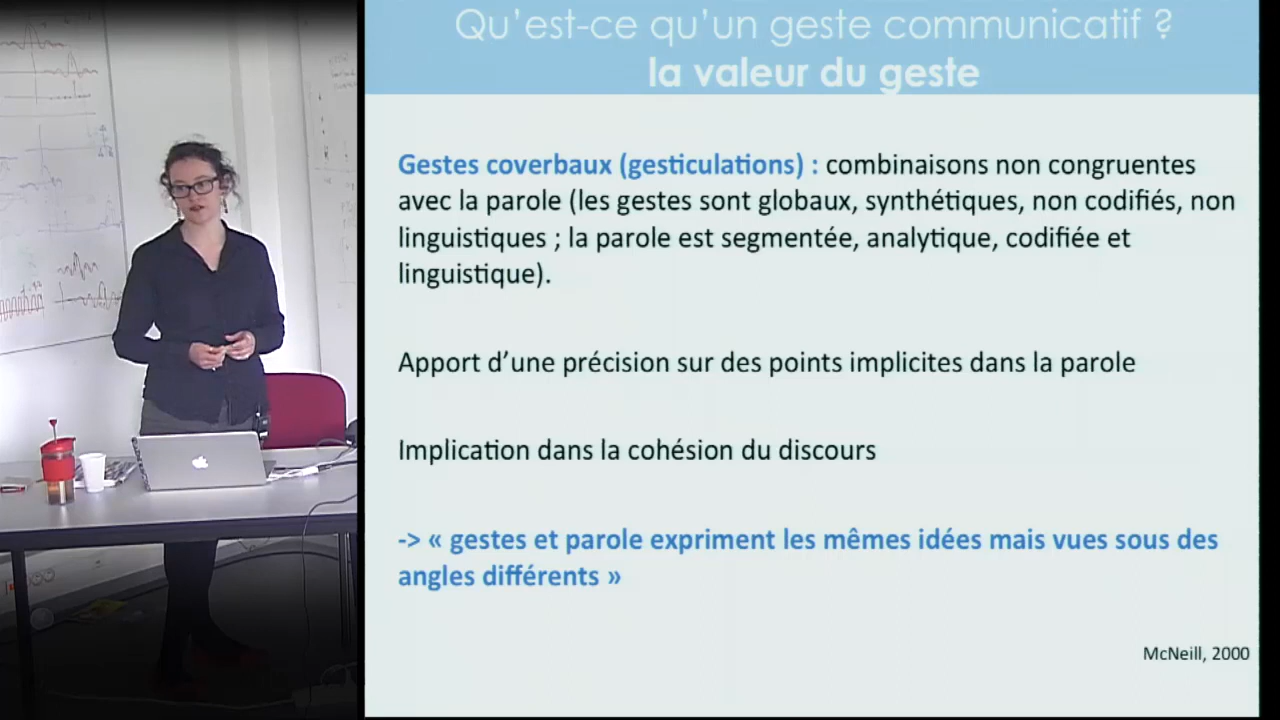 Qu'est-ce qu'un geste communicatif ?
la valeur du geste
Gestes coverbaux (gesticulations) : combinaisons non congruentes
avec la parole (les gestes sont globaux, synthétiques, non codifiés, non
linguistiques ; la parole est segmentée, analytique, codifiée et
linguistique).
Apport d'une précision sur des points implicites dans la parole
Implication dans la cohésion du discours
-> « gestes et parole expriment les mêmes idées mais vues sous des
angles différents »
McNeill, 2000